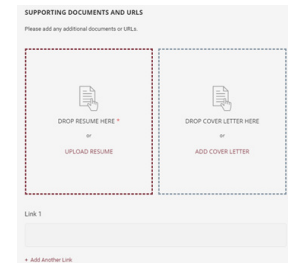 SUPPORTING DOCUMENTS AND URLS
Please add any additional documents or URLs.
DROP RESUME HERE *
or
UPLOAD RESUME
DROP COVER LETTER HERE
or
ADD COVER LETTER
Link 1
+ Add Another Link